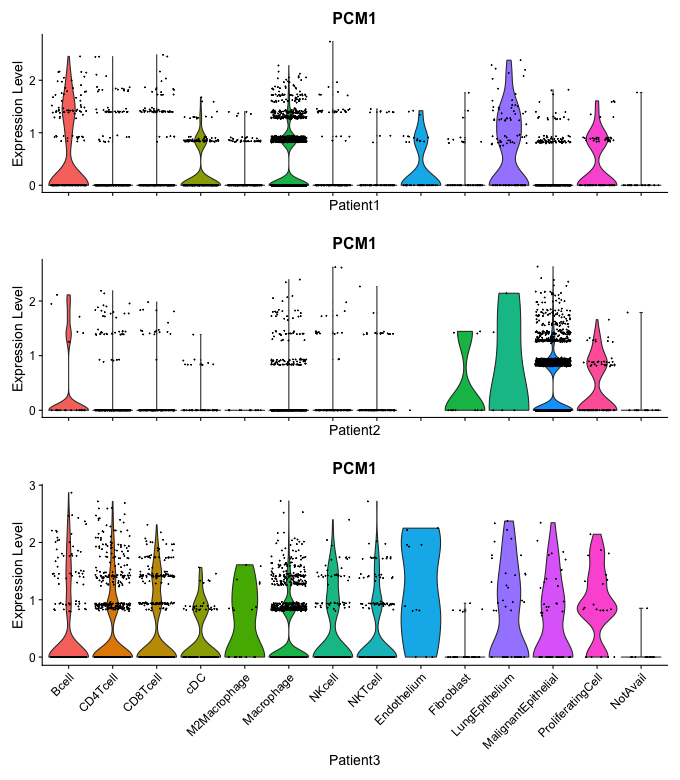 PCM1
Expression Level
2
1
0
Patient1
PCM1
Expression Level
2
1
0
Patient2
PCM1
Expression Level
3
2
1
0
Bcell
CD4Tcell
CD8Tcell
cDC
M2Macrophage
Macrophage
NKcell
NKTcell
Endothelium
Fibroblast
LungEpithelium
MalignantEpithelial
ProliferatingCell
NotAvail
Patient3